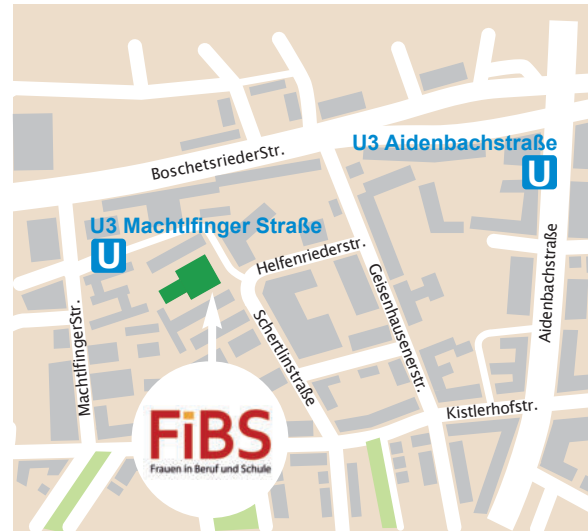 U3 Aidenbachstraße
U
BoschetsriederStr.
U3 Machtlfinger Straße
U
Helfenriederstr.
Geisenhausenerstr.
Aidenbachstraße
MachtlfingerStr.
Schertlinstraße
Kistlerhofstr.
FiBS
Frauen in Beruf und Schule